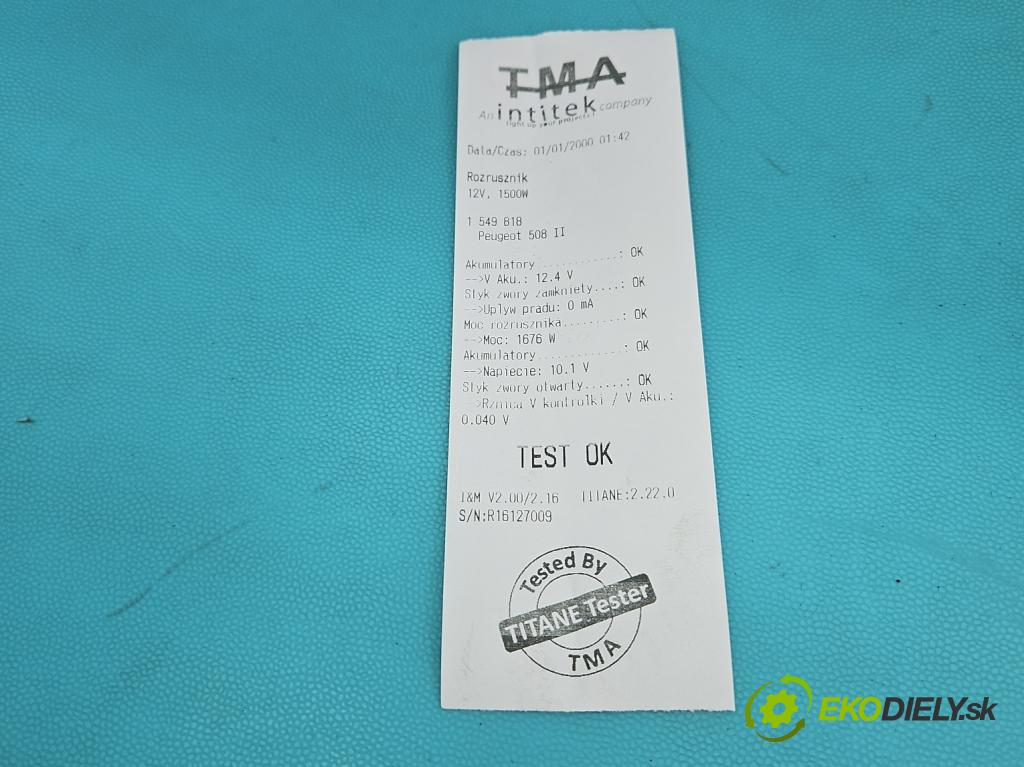 TMA
An intitek company
light up your projects!
Data/Czas: 01/01/2000 01:42
Rozrusznik
12V, 1500W
1 549 818
Peugeot 508 II
Akumulatory............: OK
-->V Aku.: 12.4 V
Styk zwory zamkniety....: OK
-->Uplyw pradu: 0 mA
Moc rozrusznika.........: OK
-->Moc: 1676 W
Akumulatory.............: OK
-->Napiecie: 10.1 V
Styk zwory otwarty......: OK
-->Rznica V kontrolki / V Aku.:
0.040 V
TEST OK
I&M V2.00/2.16 TITANE:2.22.0
S/N:R16127009
Tested By
TITANE Tester
TMA
EKODIELY.sk